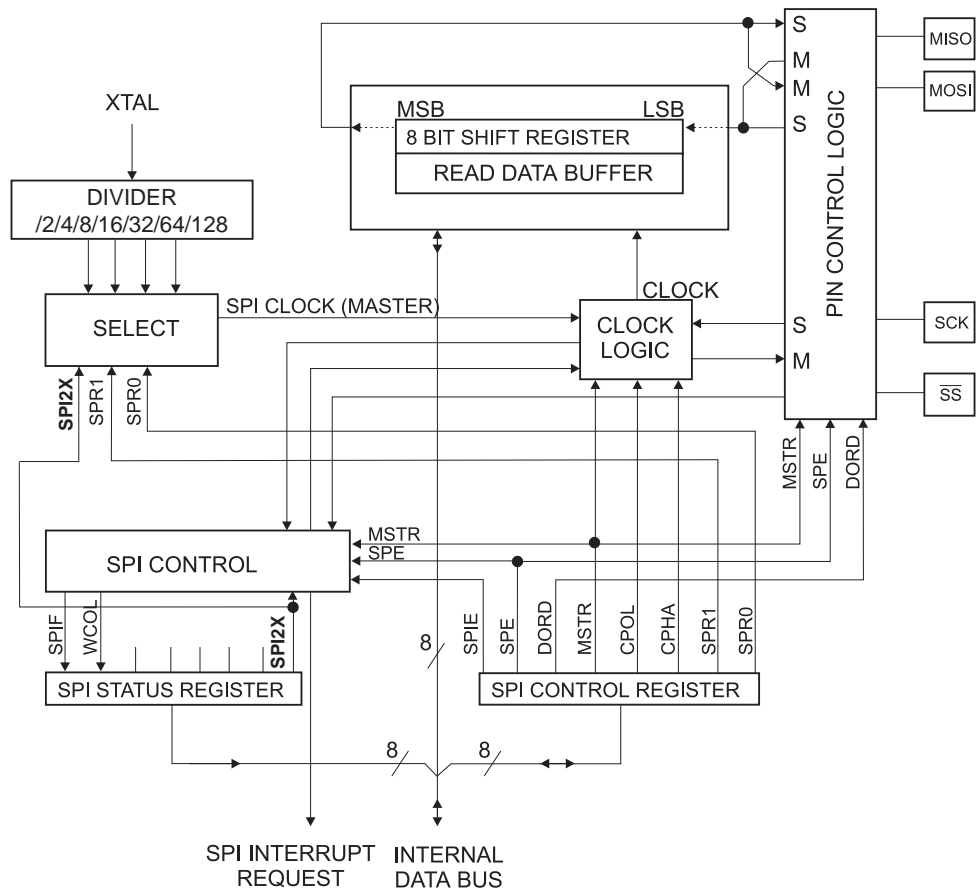 S
MISO
M
MOSI
M
S
XTAL
MSB
LSB
8 BIT SHIFT REGISTER
READ DATA BUFFER
PIN CONTROL LOGIC
DIVIDER
/2/4/8/16/32/64/128
SPI CLOCK (MASTER)
CLOCK
SELECT
CLOCK
LOGIC
S
SCK
M
SPI2X
SPR1
SPR0
SS
MSTR
SPE
DORD
MSTR
SPE
SPI CONTROL
SPIF
WCOL
SPI2X
8
SPIE
SPE
DORD
MSTR
CPOL
CPHA
SPR1
SPR0
SPI STATUS REGISTER
SPI CONTROL REGISTER
8
8
SPI INTERRUPT
REQUEST
INTERNAL
DATA BUS